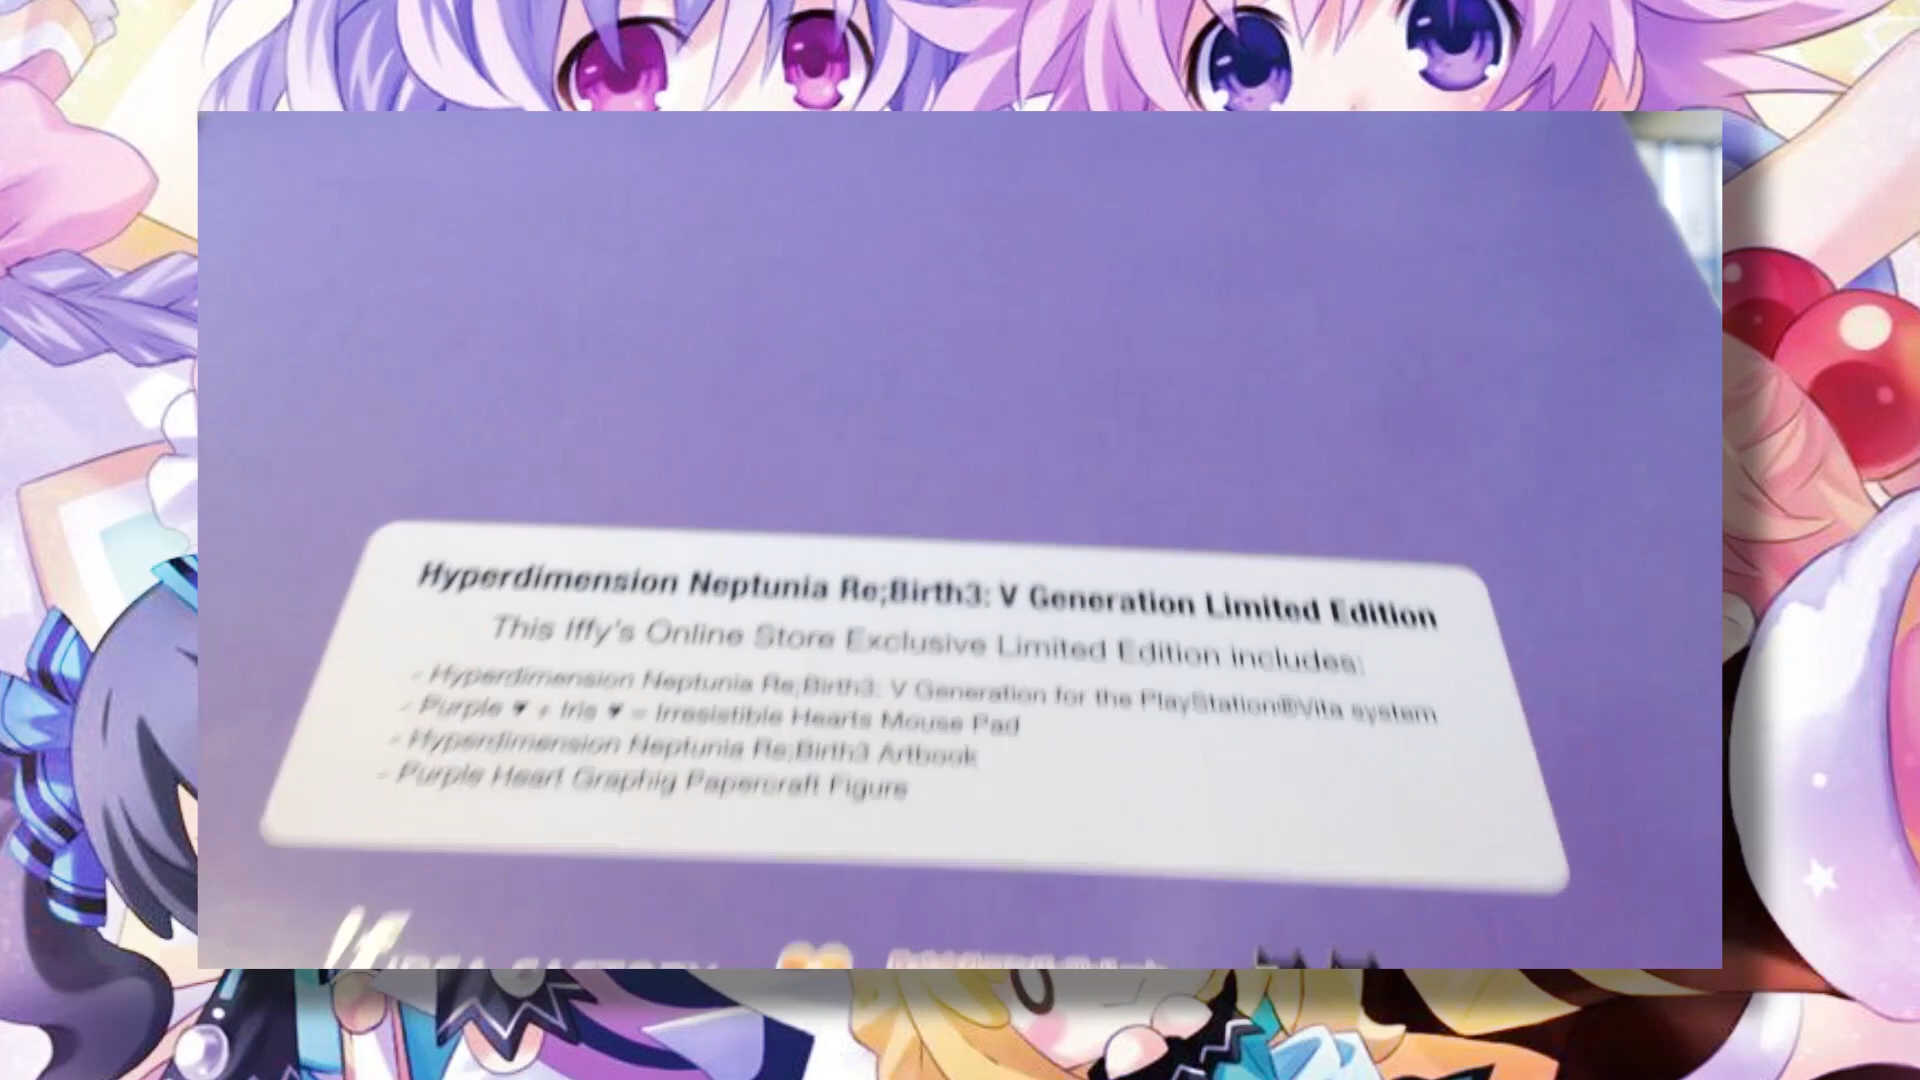 Hyperdimension Neptunia Re;Birth3: V Generation Limited Edition
This Iffy's Online Store Exclusive Limited Edition includes:
- Hyperdimension Neptunia Re;Birth3: V Generation for the PlayStation®Vita system
- Purple ♥ + Iris ♥ = Irresistible Hearts Mouse Pad
- Hyperdimension Neptunia Re;Birth3 Artbook
- Purple Heart Graphig Papercraft Figure